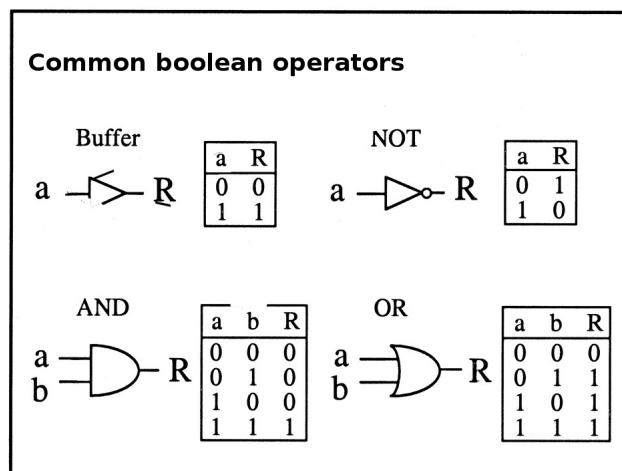 Common boolean operators
Buffer
a R
a R
0 0
1 1
NOT
a R
a R
0 1
1 0
AND
a
b
R
a b R
0 0 0
0 1 0
1 0 0
1 1 1
OR
a
b
R
a b R
0 0 0
0 1 1
1 0 1
1 1 1